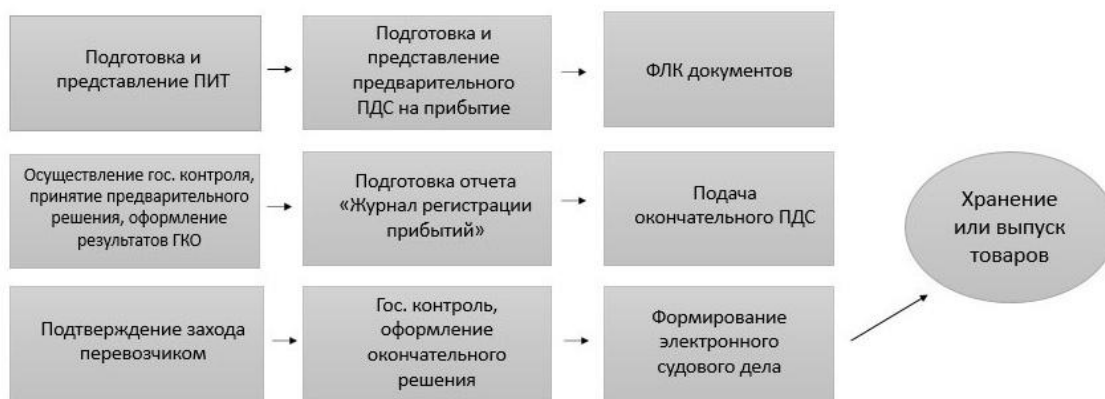 Подготовка и
представление ПИТ
Подготовка и
представление
предварительного
ПДС на прибытие
ФЛК документов
Осуществление гос. контроля,
принятие предварительного
решения, оформление
результатов ГКО
Подготовка отчета
«Журнал регистрации
прибытий»
Подача
окончательного ПДС
Подтверждение захода
перевозчиком
Гос. контроль,
оформление
окончательного
решения
Формирование
электронного
судового дела
Хранение
или выпуск
товаров